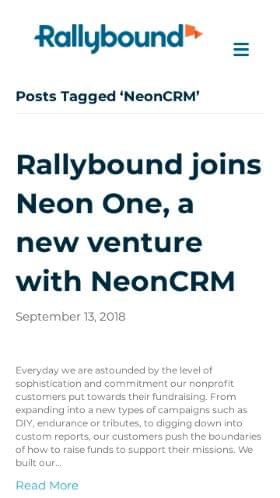 Rallybound
Posts Tagged ‘NeonCRM’
Rallybound joins
Neon One, a
new venture
with NeonCRM
September 13, 2018
Everyday we are astounded by the level of
sophistication and commitment our nonprofit
customers put towards their fundraising. From
expanding into a new types of campaigns such as
DIY, endurance or tributes, to digging down into
custom reports, our customers push the boundaries
of how to raise funds to support their missions. We
built our...
Read More